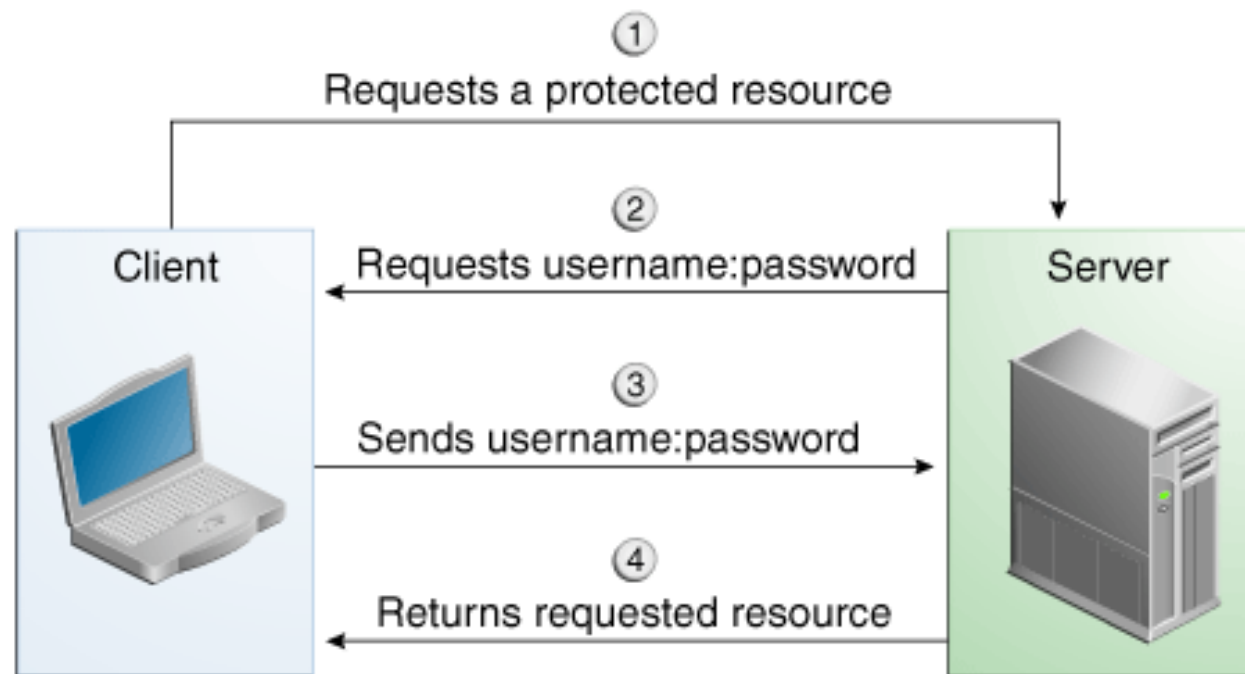 1
Requests a protected resource
2
Client
Requests username:password
Server
3
Sends username:password
4
Returns requested resource